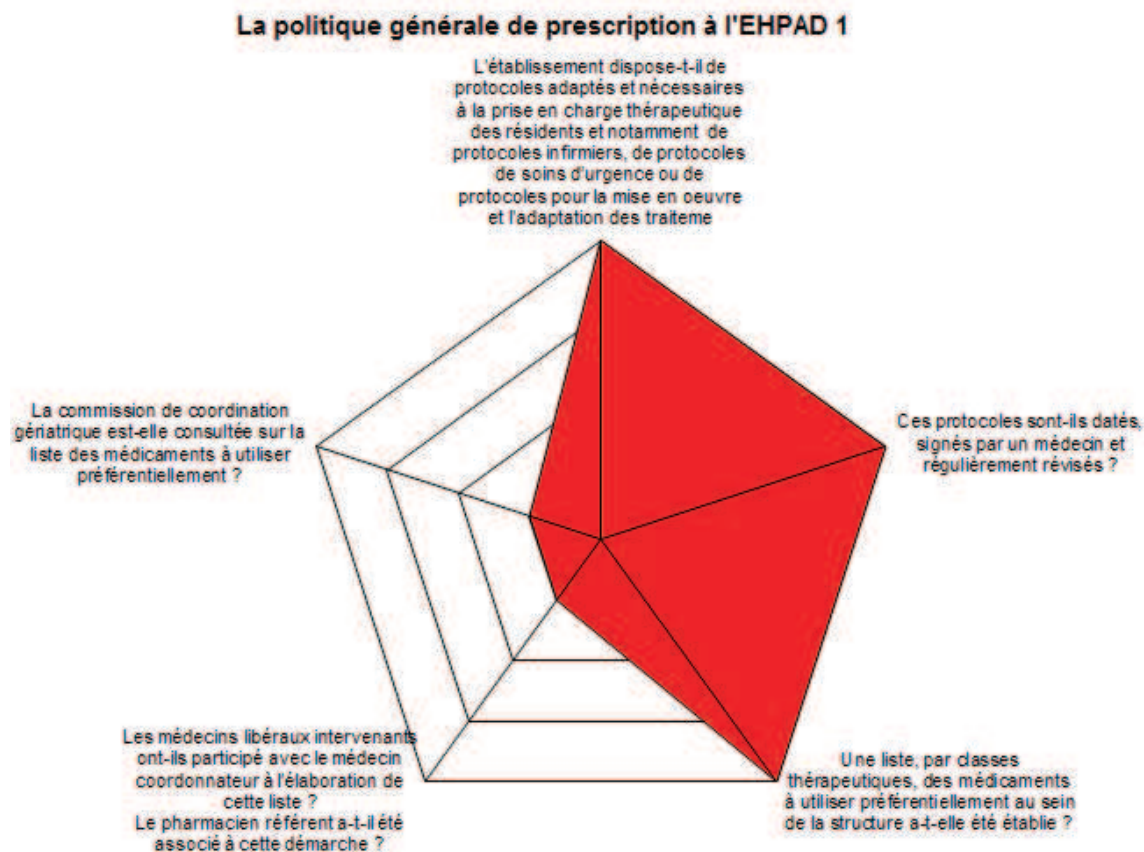 La politique générale de prescription à l'EHPAD 1
L'établissement dispose-t-il de
protocoles adaptés et nécessaires
à la prise en charge thérapeutique
des résidents et notamment de
protocoles infirmiers, de protocoles
de soins d'urgence ou de
protocoles pour la mise en oeuvre
et l'adaptation des traiteme
La commission de coordination
gériatrique est-elle consultée sur la
liste des médicaments à utiliser
préférentiellement ?
Ces protocoles sont-ils datés,
signés par un médecin et
régulièrement révisés ?
Les médecins libéraux intervenants
ont-ils participé avec le médecin
coordonnateur à l'élaboration de
cette liste ?
Le pharmacien référent a-t-il été
associé à cette démarche ?
Une liste, par classes
thérapeutiques, des médicaments
à utiliser préférentiellement au sein
de la structure a-t-elle été établie ?